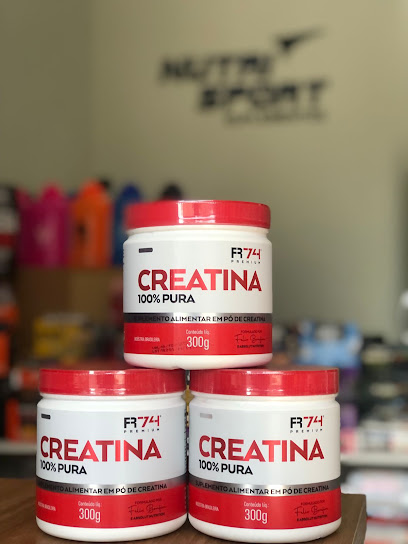 NUTRI
SPORT
FR74
PREMIUM
CREATINA
100% PURA
SUPLEMENTO ALIMENTAR EM PÓ DE CREATINA
300g
FR74
PREMIUM
CREATINA
100% PURA
SUPLEMENTO ALIMENTAR EM PÓ DE CREATINA
300g
FR74
PREMIUM
CREATINA
100% PURA
SUPLEMENTO ALIMENTAR EM PÓ DE CREATINA
300g